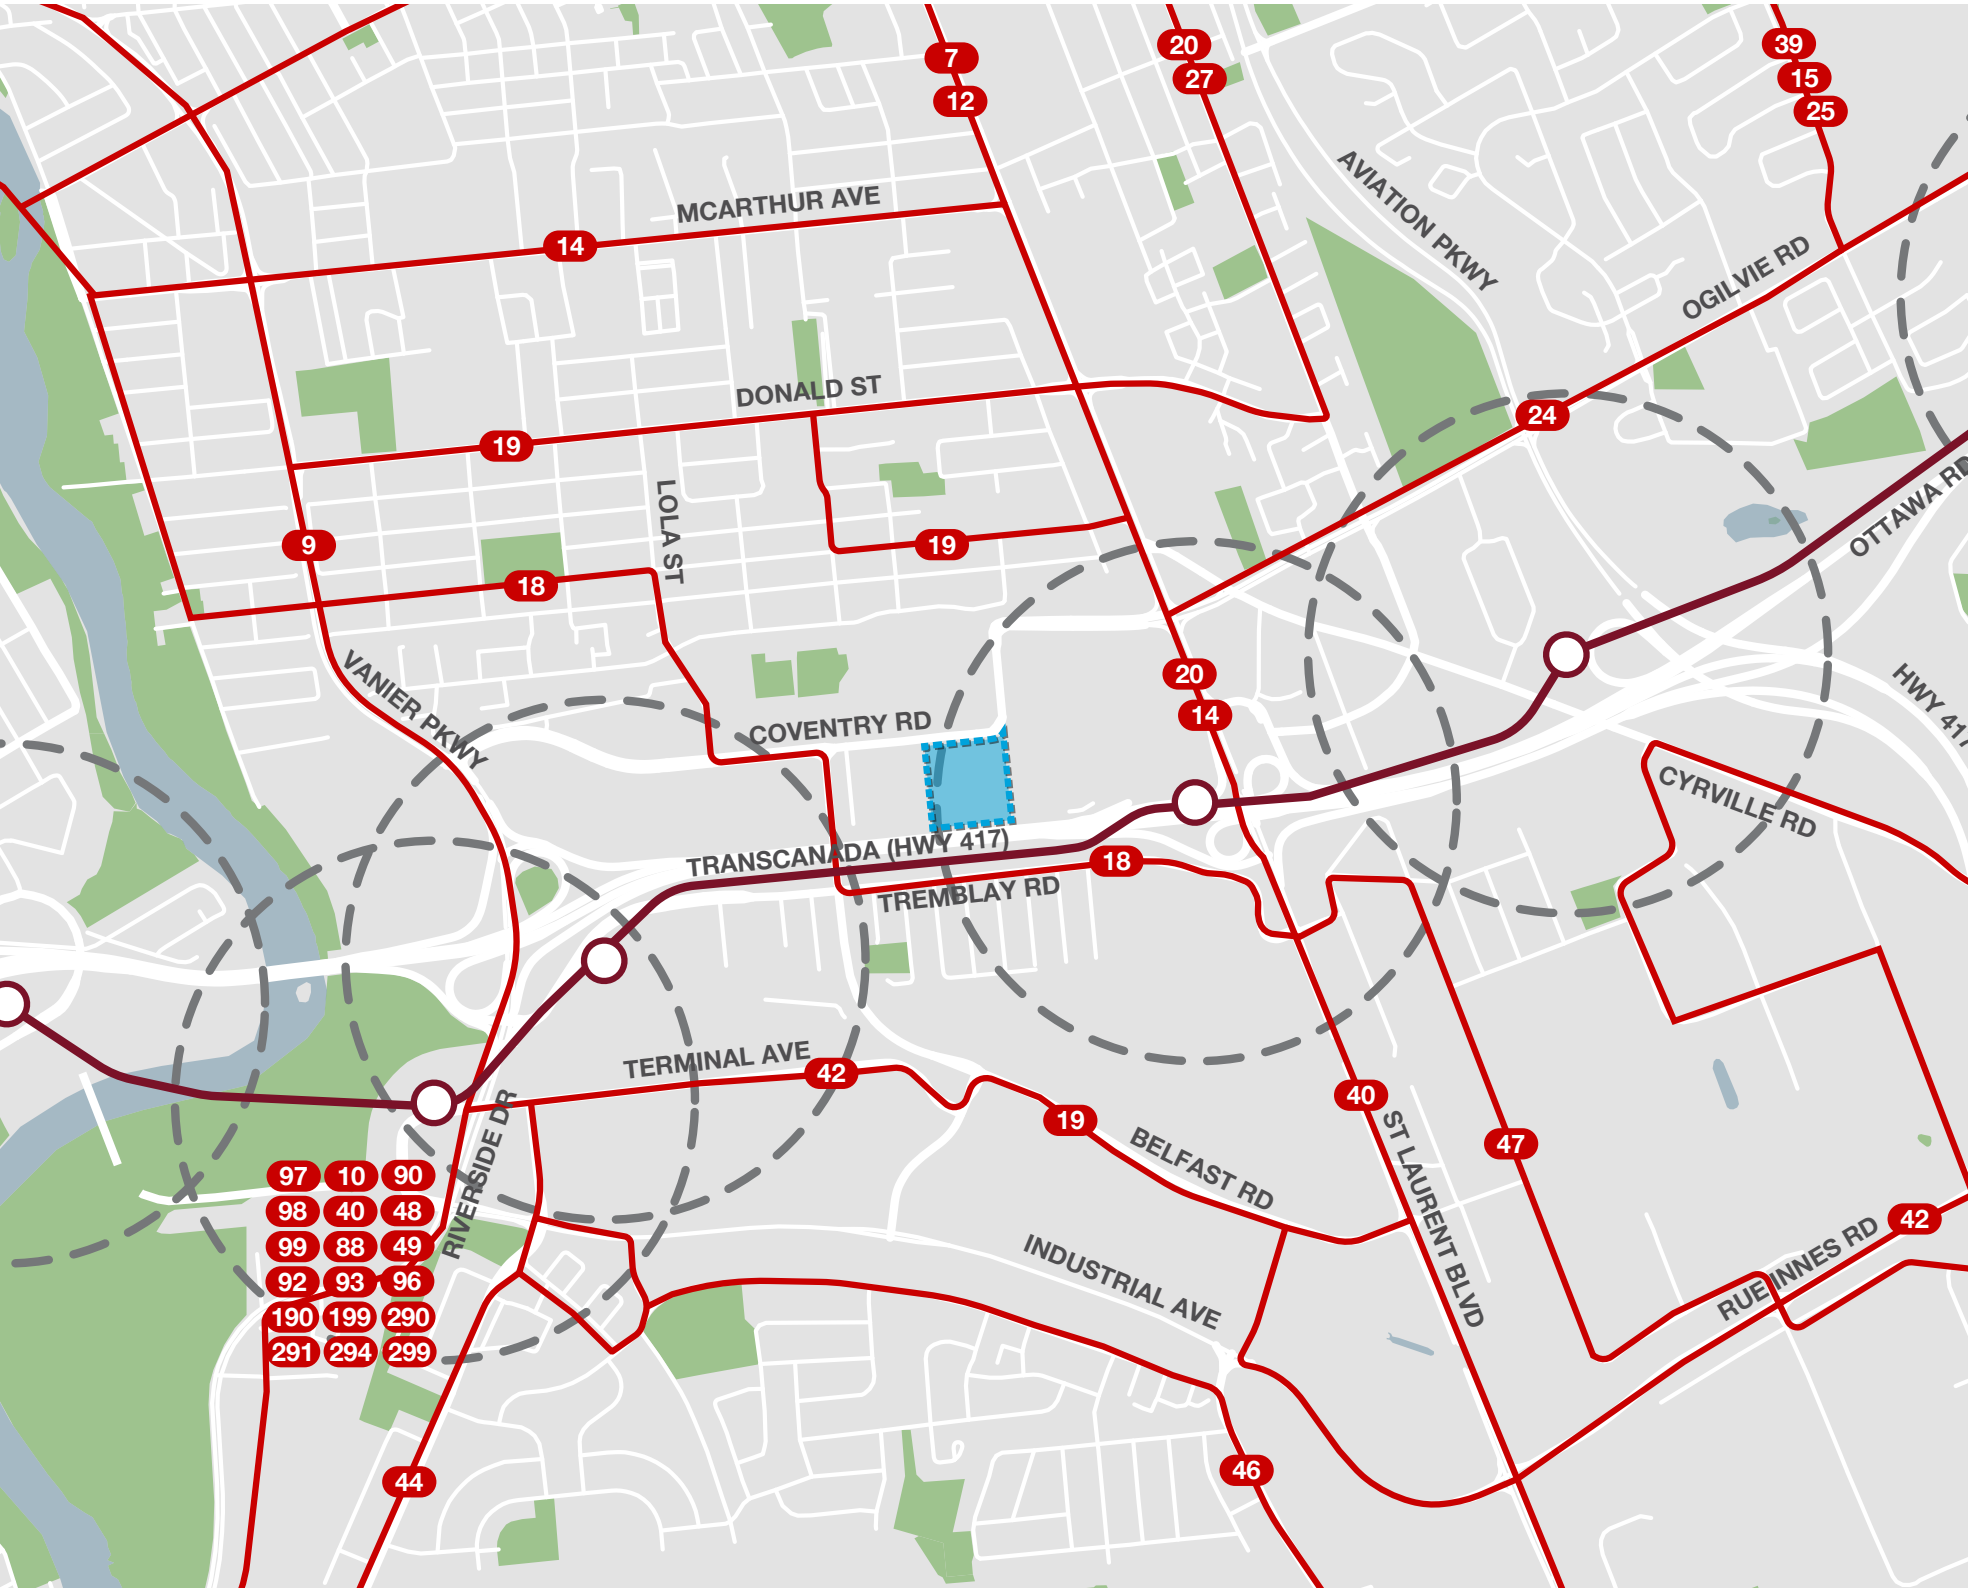 7
12
20
27
39
15
25
AVIATION PKWY
MCARTHUR AVE
14
OGILVIE RD
DONALD ST
19
24
LOLA ST
9
19
18
OTTAWA RD
VANIER PKWY
20
14
HWY 417
COVENTRY RD
CYRVILLE RD
TRANSCANADA (HWY 417)
18
TREMBLAY RD
TERMINAL AVE
42
40
19
47
ST LAURENT BLVD
BELFAST RD
RIVERSIDE DR
97 10 90
98 40 48
99 88 49
92 93 96
190 199 290
291 294 299
42
RUE INNES RD
INDUSTRIAL AVE
44
46